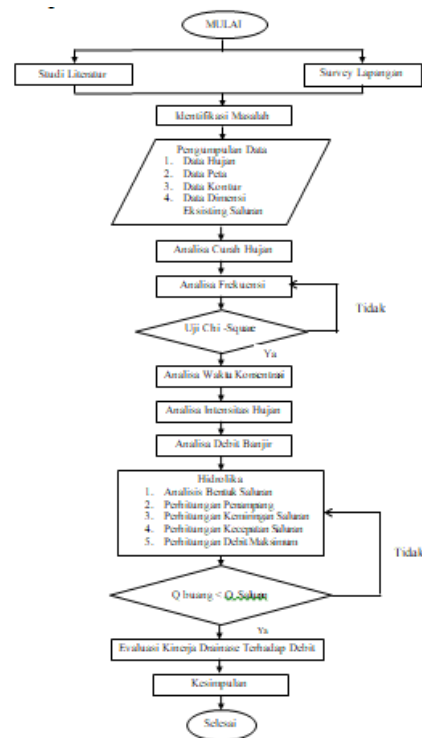 MULAI
Studi Literatur
Survey Lapangan
Identifikasi Masalah
Pengumpulan Data
1. Data Hujan
2. Data Peta
3. Data Kontur
4. Data Dimensi
Eksisting Saluran
Analisa Curah Hujan
Analisa Frekuensi
Tidak
Uji Chi -Square
Ya
Analisa Waktu Konsentrasi
Analisa Intensitas Hujan
Analisa Debit Banjir
Hidrolika
1. Analisis Bentuk Saluran
2. Perhitungan Penampang
3. Perhitungan Kemiringan Saluran
4. Perhitungan Kecepatan Saluran
5. Perhitungan Debit Maksimum
Tidak
Q buang < Q Saluran
Ya
Evaluasi Kinerja Drainase Terhadap Debit
Kesimpulan
Selesai